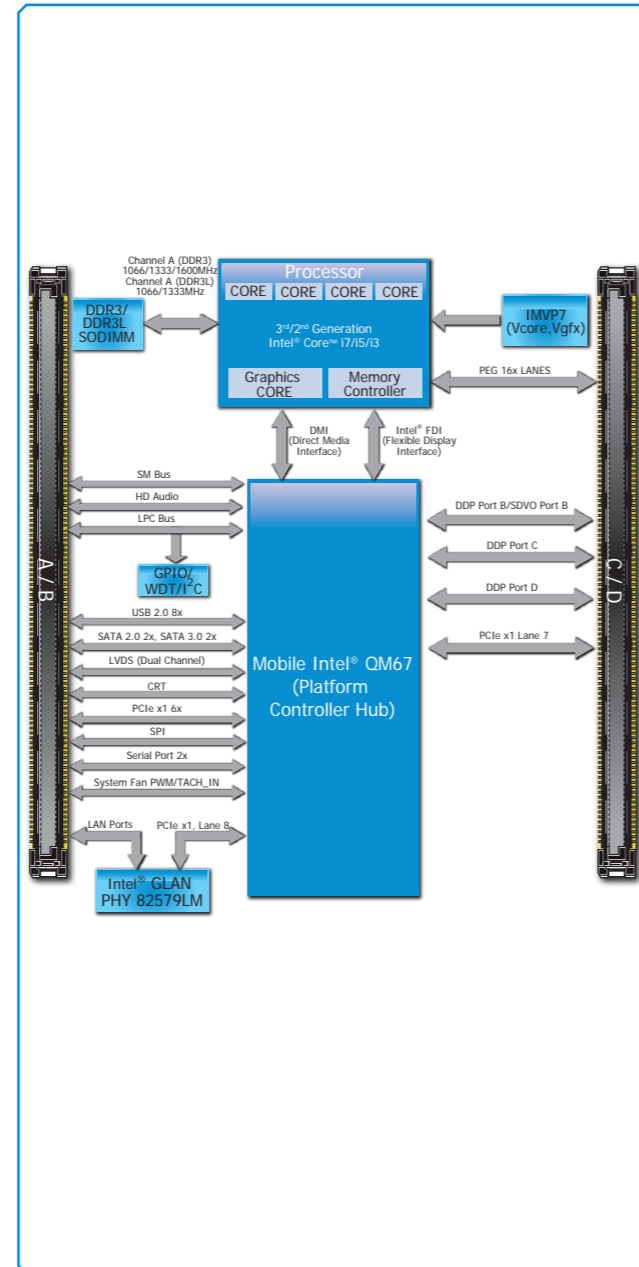 Channel A (DDR3)
1066/1333/1600MHz
Channel A (DDR3L)
1066/1333MHz
DDR3/
DDR3L
SODIMM
Processor
CORE CORE CORE CORE
3rd/2nd Generation
Intel® Core™ i7/i5/i3
Graphics
CORE
Memory
Controller
IMVP7
(Vcore,Vgfx)
PEG 16x LANES
DMI
(Direct Media
Interface)
Intel® FDI
(Flexible Display
Interface)
A / B
C / D
SM Bus
HD Audio
LPC Bus
GPIO/
WDT/I²C
USB 2.0 8x
SATA 2.0 2x, SATA 3.0 2x
LVDS (Dual Channel)
CRT
PCIe x1 6x
SPI
Serial Port 2x
System Fan PWM/TACH_IN
LAN Ports
PCIe x1, Lane 8
Intel® GLAN
PHY 82579LM
Mobile Intel® QM67
(Platform
Controller Hub)
DDP Port B/SDVO Port B
DDP Port C
DDP Port D
PCIe x1 Lane 7